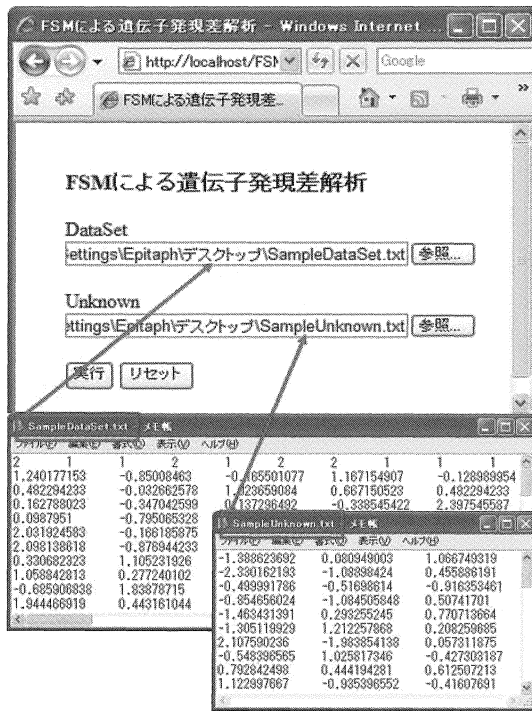 FSMによる遺伝子発現差解析 - Windows Internet ...
http://localhost/FSM
Google
FSMによる遺伝子発現差...
FSMによる遺伝子発現差解析
DataSet
ettings\Epitaph\デスクトップ\SampleDataSet.txt 参照...
Unknown
ttings\Epitaph\デスクトップ\SampleUnknown.txt 参照...
実行 リセット
SampleDataSet.txt - メモ帳
ファイル(F) 編集(E) 書式(O) 表示(V) ヘルプ(H)
2 1 1 2 1 2 2 1 1 1
1.240177153 -0.85008463 -0.165501077 1.167154907 -0.128989954
0.482294233 -0.032662578 1.323659084 0.667150523 0.482294233
0.162788023 -0.347042599 0.137296492 -0.338545422 2.397545587
0.0987951 -0.795065328
2.031924583 -0.166185875
2.098138618 -0.876944233
0.330682323 1.105231926
1.058842813 0.277240102
-0.685906838 1.83878715
1.944466919 0.443161044
SampleUnknown.txt - メモ帳
ファイル(F) 編集(E) 書式(O) 表示(V) ヘルプ(H)
-1.388623692 0.080949003 1.066749319
-2.330162193 -1.09898424 0.455886191
-0.499991786 -0.51698614 -0.916353461
-0.854656024 -1.084505848 0.50741701
-1.463431391 0.293255245 0.770713664
-1.305119929 1.212257868 0.208259685
2.107590236 -1.983854138 0.057311875
-0.548396565 1.025817346 -0.427303187
0.792842498 0.444194281 0.612507213
1.122997667 -0.935396552 -0.41607691